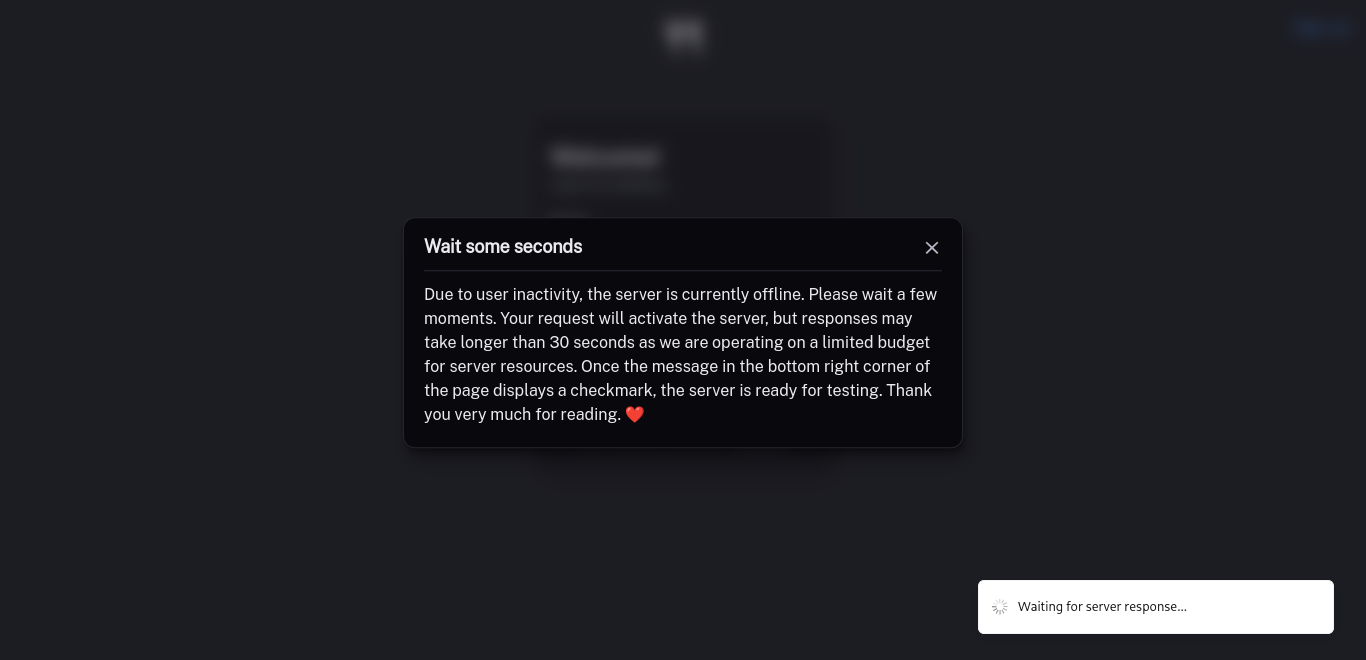 Wait some seconds
Due to user inactivity, the server is currently offline. Please wait a few
moments. Your request will activate the server, but responses may
take longer than 30 seconds as we are operating on a limited budget
for server resources. Once the message in the bottom right corner of
the page displays a checkmark, the server is ready for testing. Thank
you very much for reading. ❤️
Waiting for server response...